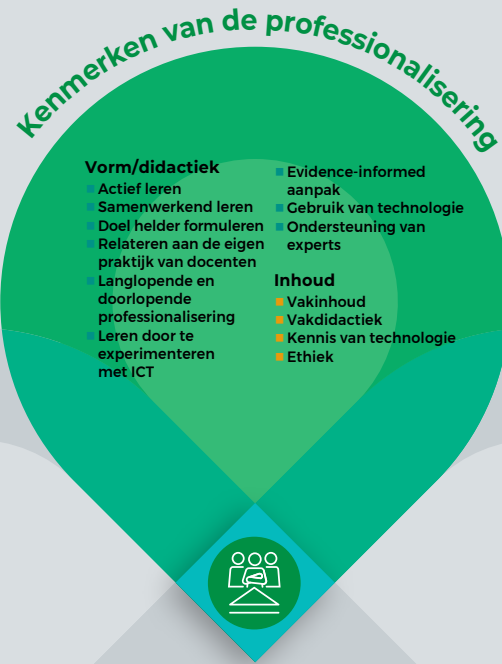 Kenmerken van de professionalisering
Vorm/didactiek
Actief leren
Samenwerkend leren
Doel helder formuleren
Relateren aan de eigen
praktijk van docenten
Langlopende en
doorlopende
professionalisering
Leren door te
experimenteren
met ICT
Evidence-informed
aanpak
Gebruik van technologie
Ondersteuning van
experts
Inhoud
Vakinhoud
Vakdidactiek
Kennis van technologie
Ethiek